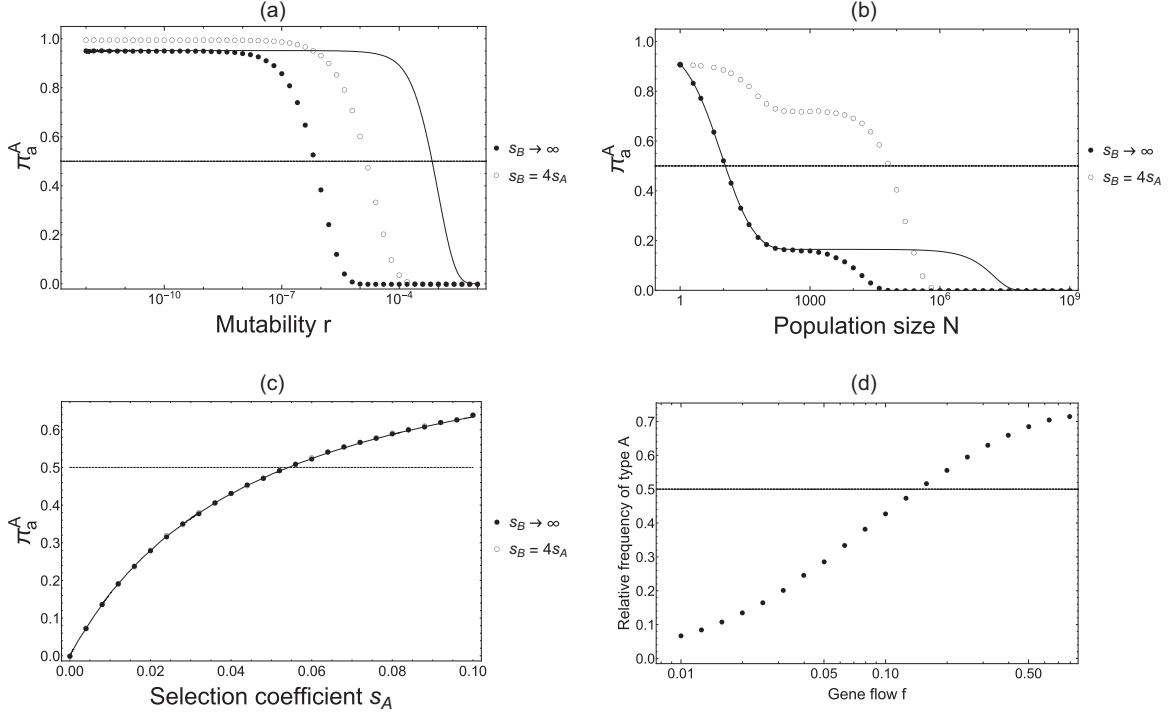 (a)
1.0
0.8
0.6
0.4
0.2
0.0
π_a^A
10^-10
10^-7
10^-4
Mutability r
● s_B → ∞
○ s_B = 4s_A
(b)
1.0
0.8
0.6
0.4
0.2
0.0
π_a^A
1
1000
10^6
10^9
Population size N
● s_B → ∞
○ s_B = 4s_A
(c)
0.6
0.5
0.4
0.3
0.2
0.1
0.0
π_a^A
0.00
0.02
0.04
0.06
0.08
0.10
Selection coefficient s_A
● s_B → ∞
○ s_B = 4s_A
(d)
0.7
0.6
0.5
0.4
0.3
0.2
0.1
0.0
Relative frequency of type A
0.01
0.05
0.10
0.50
Gene flow f